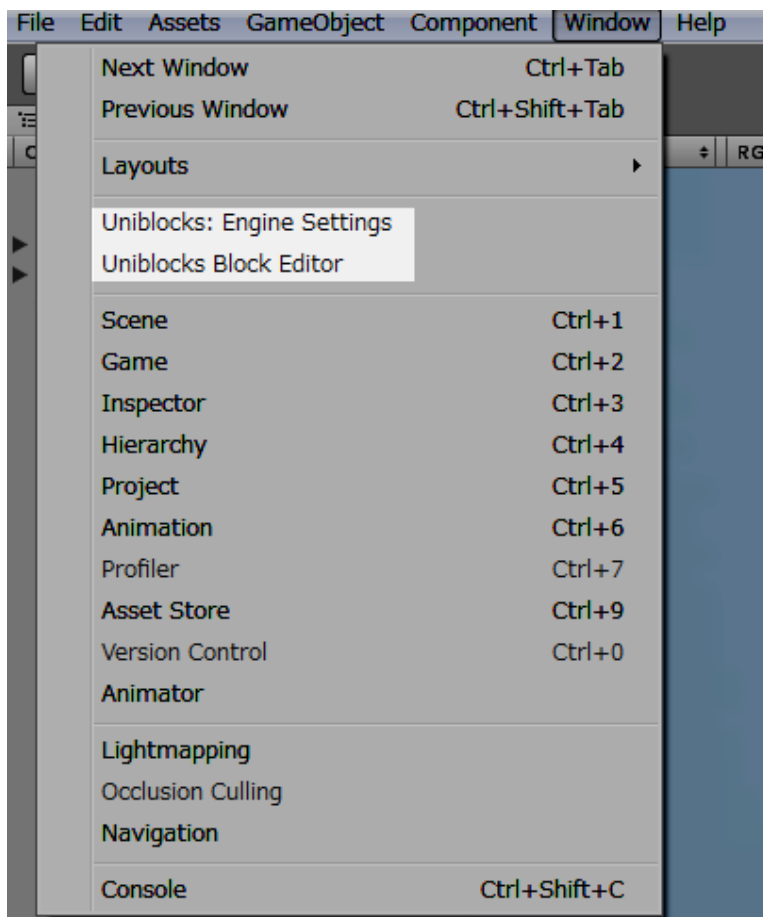 File Edit Assets GameObject Component Window Help
Next Window Ctrl+Tab
Previous Window Ctrl+Shift+Tab
Layouts
RG
Uniblocks: Engine Settings
Uniblocks Block Editor
Scene Ctrl+1
Game Ctrl+2
Inspector Ctrl+3
Hierarchy Ctrl+4
Project Ctrl+5
Animation Ctrl+6
Profiler Ctrl+7
Asset Store Ctrl+9
Version Control Ctrl+0
Animator
Lightmapping
Occlusion Culling
Navigation
Console Ctrl+Shift+C